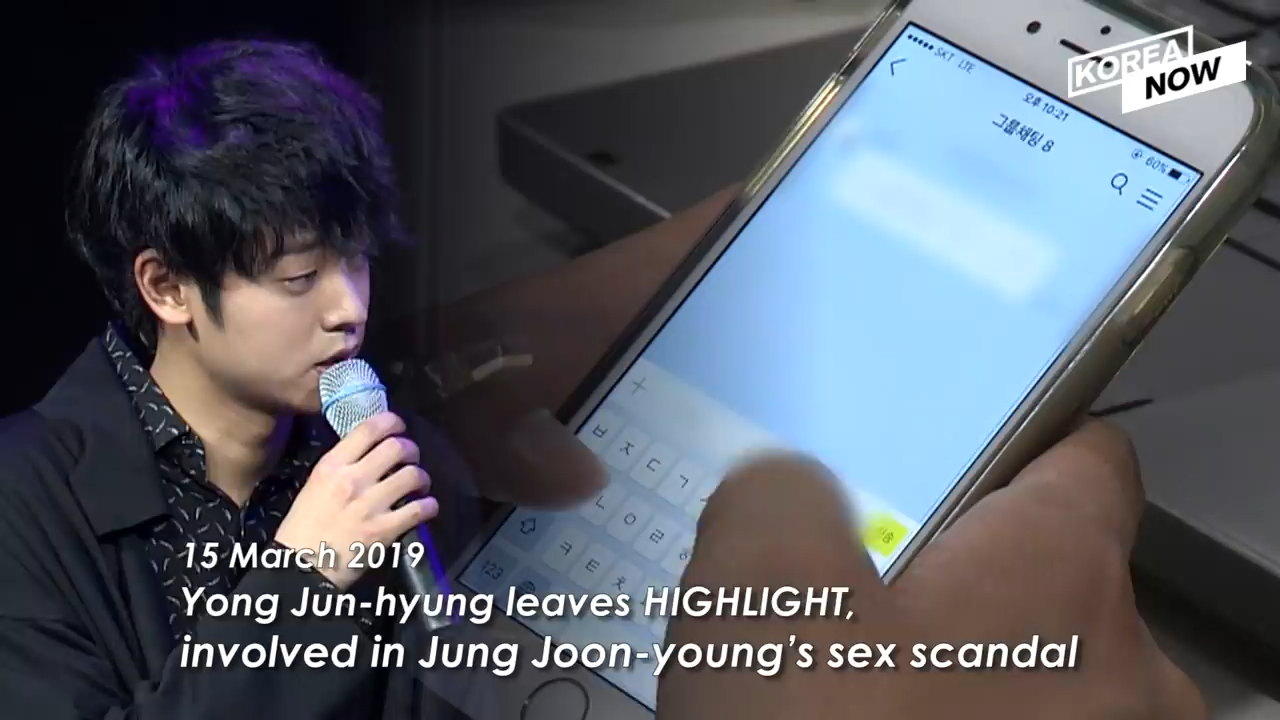 KOREA
NOW
SKT LTE
오후 10:21
60%
그룹채팅 8
ㅂ ㅈ ㄷ ㄱ
ㄴ ㅇ ㄹ
ㅋ ㅌ ㅊ
123
15 March 2019
Yong Jun-hyung leaves HIGHLIGHT,
involved in Jung Joon-young's sex scandal